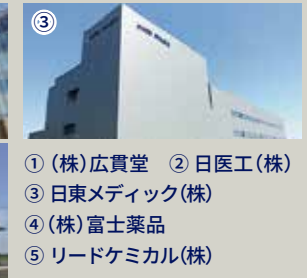 ③
① (株)広貫堂　② 日医工(株)
③ 日東メディック(株)
④ (株)富士薬品
⑤ リードケミカル(株)